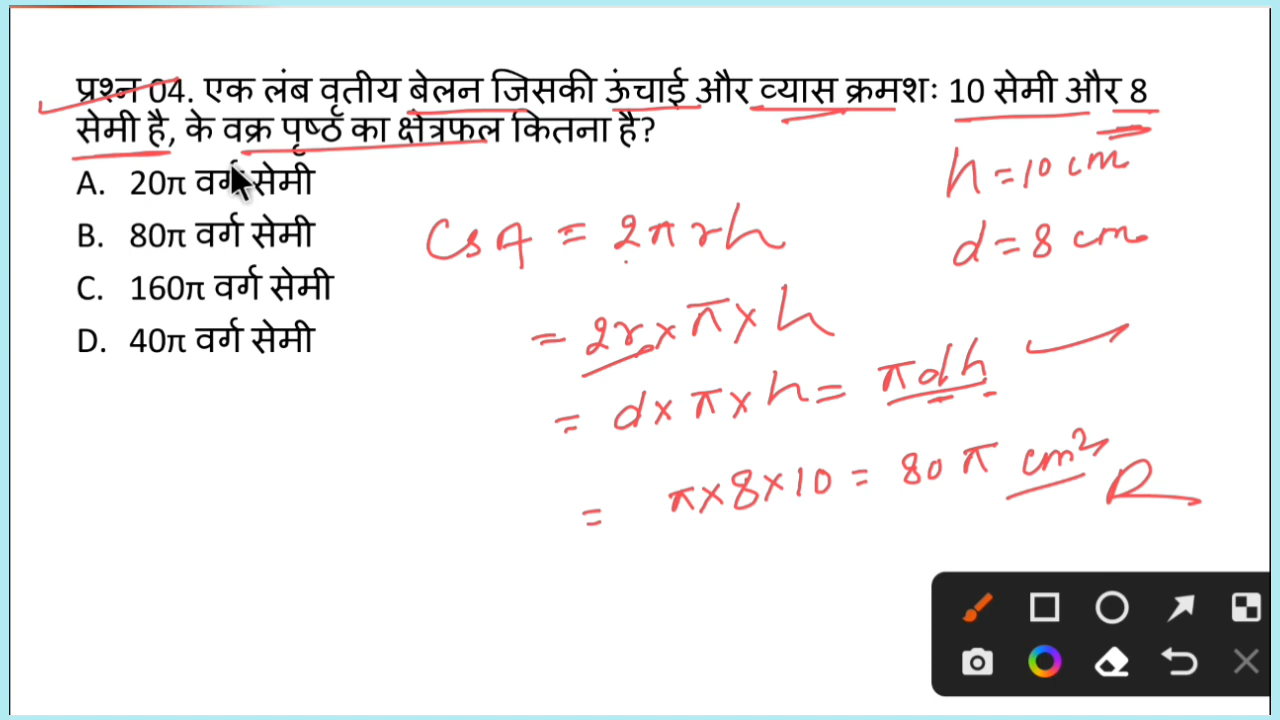 प्रश्न 04. एक लंब वृतीय बेलन जिसकी ऊंचाई और व्यास क्रमशः 10 सेमी और 8
सेमी है, के वक्र पृष्ठ का क्षेत्रफल कितना है?
A. 20π वर्ग सेमी
B. 80π वर्ग सेमी
C. 160π वर्ग सेमी
D. 40π वर्ग सेमी
h = 10 cm
d = 8 cm
CSA = 2πrh
= 2r × π × h
= d × π × h = πdh
= π × 8 × 10 = 80 π cm²